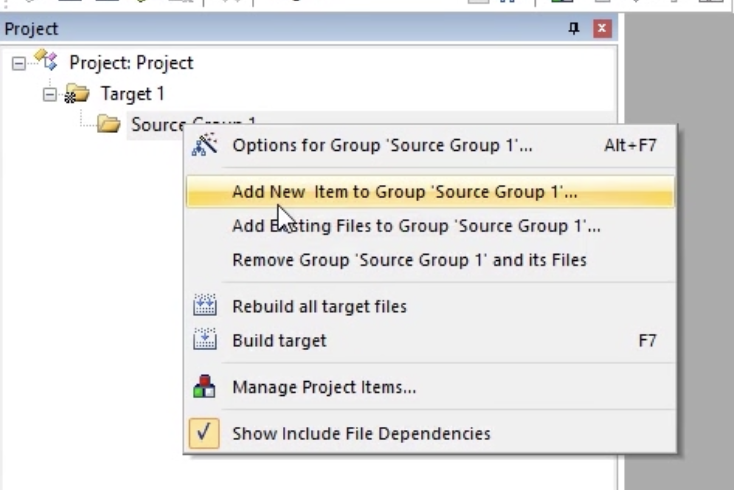 Project
Project: Project
Target 1
Source Group 1
Options for Group 'Source Group 1'... Alt+F7
Add New Item to Group 'Source Group 1'...
Add Existing Files to Group 'Source Group 1'...
Remove Group 'Source Group 1' and its Files
Rebuild all target files
Build target F7
Manage Project Items...
Show Include File Dependencies